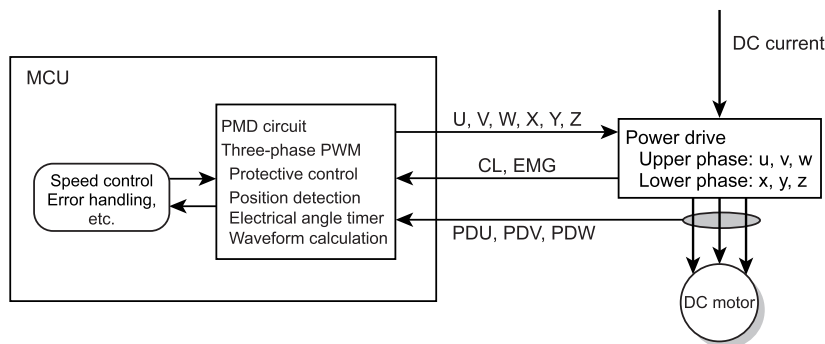 DC current
MCU
PMD circuit
Three-phase PWM
Protective control
Position detection
Electrical angle timer
Waveform calculation
Speed control
Error handling,
etc.
U, V, W, X, Y, Z
CL, EMG
PDU, PDV, PDW
Power drive
Upper phase: u, v, w
Lower phase: x, y, z
DC motor